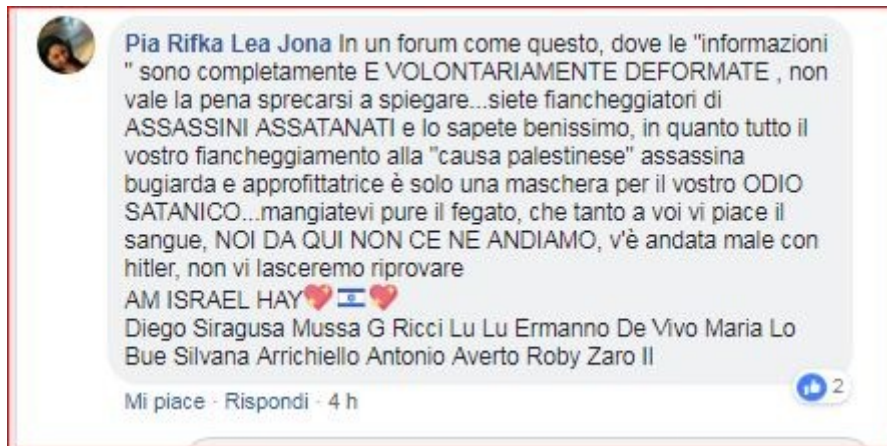 Pia Rifka Lea Jona In un forum come questo, dove le "informazioni
" sono completamente E VOLONTARIAMENTE DEFORMATE , non
vale la pena sprecarsi a spiegare...siete fiancheggiatori di
ASSASSINI ASSATANATI e lo sapete benissimo, in quanto tutto il
vostro fiancheggiamento alla "causa palestinese" assassina
bugiarda e approfittatrice è solo una maschera per il vostro ODIO
SATANICO...mangiatevi pure il fegato, che tanto a voi vi piace il
sangue, NOI DA QUI NON CE NE ANDIAMO, v'è andata male con
hitler, non vi lasceremo riprovare
AM ISRAEL HAY💖🇮🇱💖
Diego Siragusa Mussa G Ricci Lu Lu Ermanno De Vivo Maria Lo
Bue Silvana Arrichiello Antonio Averto Roby Zaro II
2
Mi piace · Rispondi · 4 h